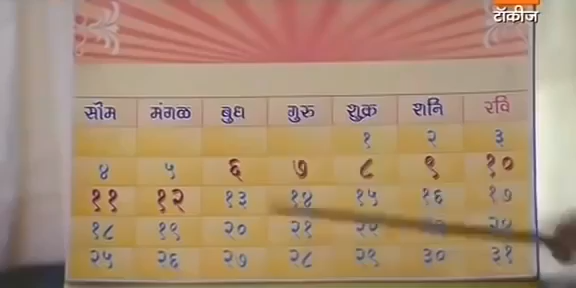 टॉकीज
सोम मंगळ बुध गुरु शुक्र शनि रवि
१ २ ३
४ ५ ६ ७ ८ ९ १०
११ १२ १३ १४ १५ १६ १७
१८ १९ २० २१
२५ २६ २७ २८ २९ ३० ३१